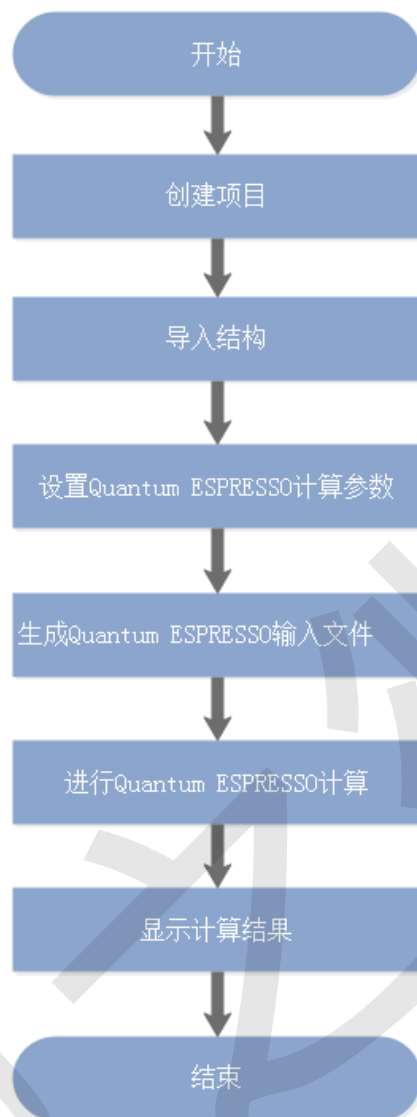 开始
创建项目
导入结构
设置Quantum ESPRESSO计算参数
生成Quantum ESPRESSO输入文件
进行Quantum ESPRESSO计算
显示计算结果
结束